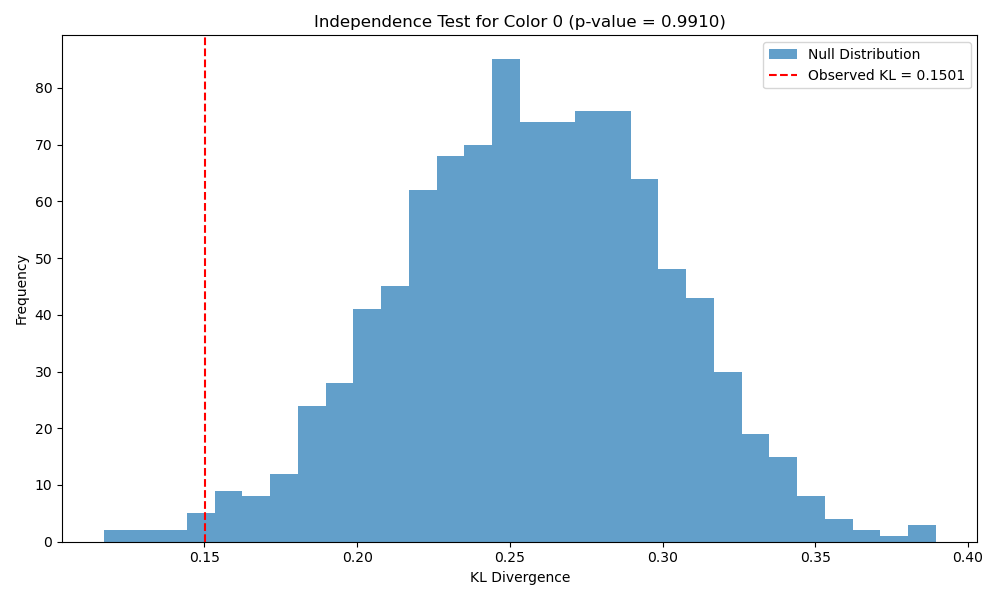 Independence Test for Color 0 (p-value = 0.9910)
Null Distribution
Observed KL = 0.1501
Frequency
80
70
60
50
40
30
20
10
0
0.15 0.20 0.25 0.30 0.35 0.40
KL Divergence